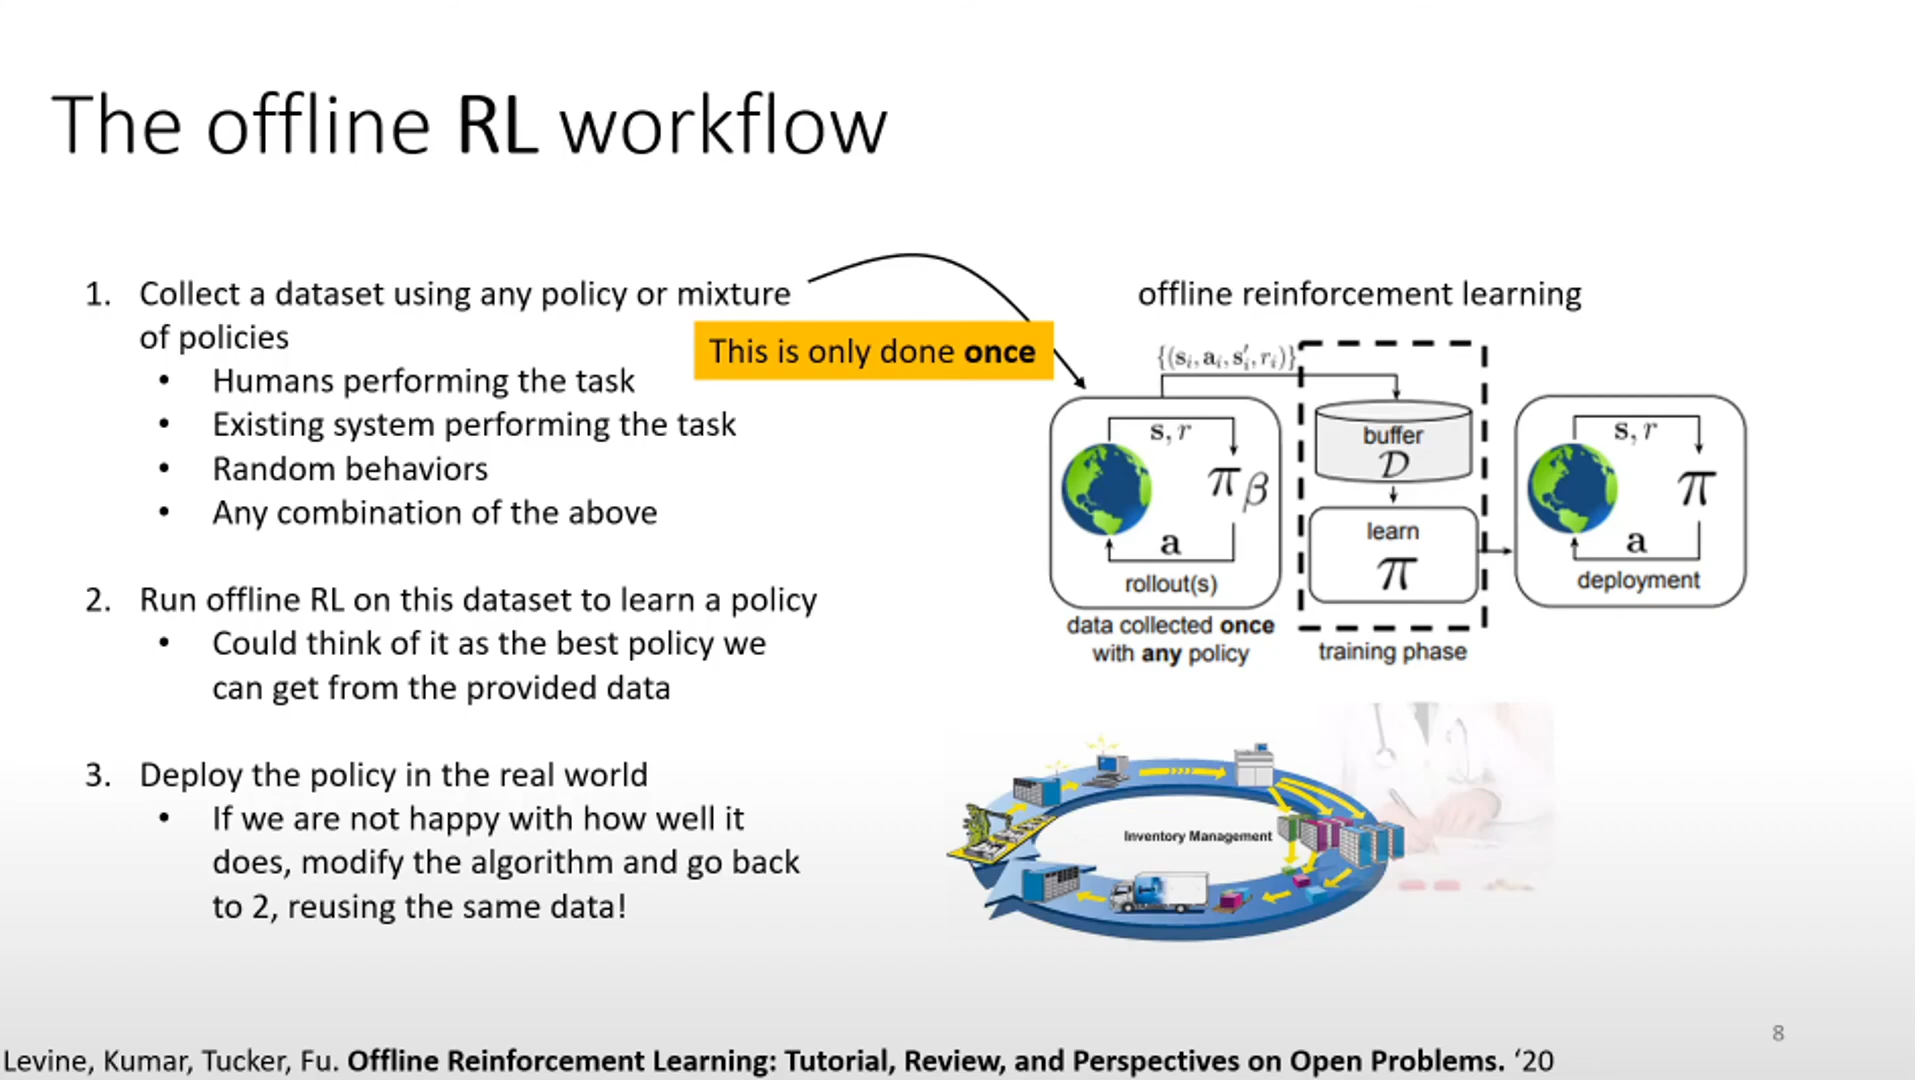 The offline RL workflow
1. Collect a dataset using any policy or mixture
of policies
• Humans performing the task
• Existing system performing the task
• Random behaviors
• Any combination of the above
2. Run offline RL on this dataset to learn a policy
• Could think of it as the best policy we
can get from the provided data
3. Deploy the policy in the real world
• If we are not happy with how well it
does, modify the algorithm and go back
to 2, reusing the same data!
This is only done once
offline reinforcement learning
{(s_i, a_i, s'_i, r_i)}
s, r
π_β
a
rollout(s)
data collected once
with any policy
buffer
D
learn
π
training phase
s, r
π
a
deployment
Inventory Management
8
Levine, Kumar, Tucker, Fu. Offline Reinforcement Learning: Tutorial, Review, and Perspectives on Open Problems. ‘20